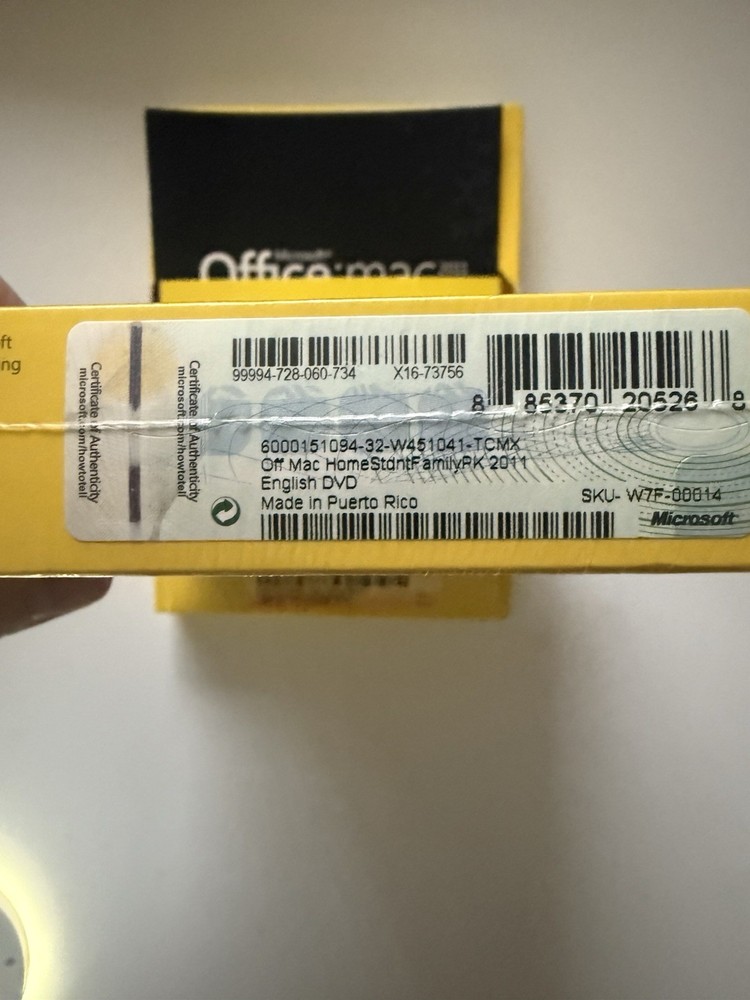 Microsoft
Office:mac 2011
ft
ng
Certificate of Authenticity
microsoft.com/howtotell
Certificate of Authenticity
microsoft.com/howtotell
99994-728-060-734 X16-73756
8 85370 20526 8
6000151094-32-W451041-TCMX
Off Mac HomeStdntFamilyPK 2011
English DVD
Made in Puerto Rico
SKU- W7F-00014
Microsoft